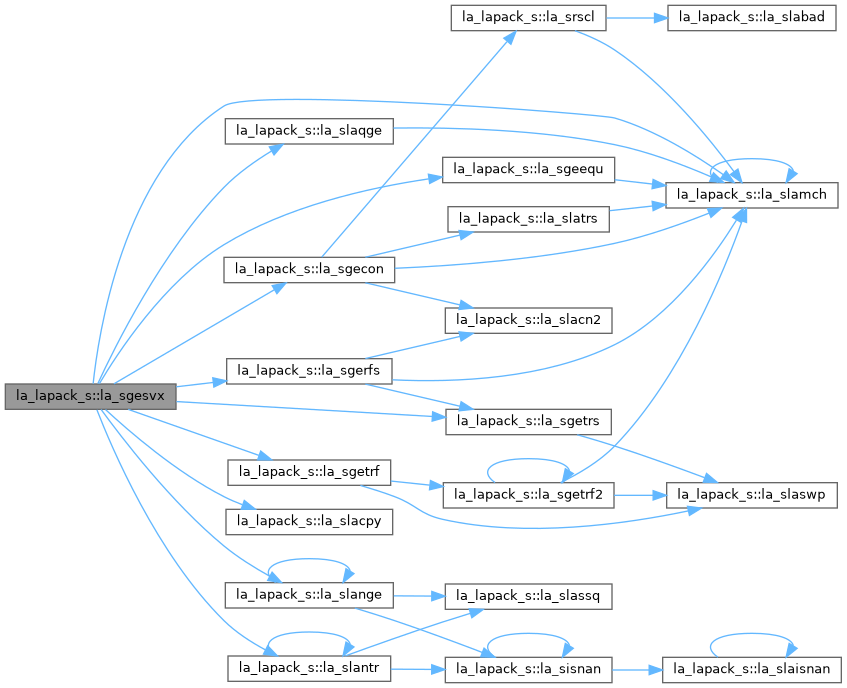 la_lapack_s::la_srscl
la_lapack_s::la_slabad
la_lapack_s::la_slaqge
la_lapack_s::la_sgeequ
la_lapack_s::la_slamch
la_lapack_s::la_slatrs
la_lapack_s::la_sgecon
la_lapack_s::la_slacn2
la_lapack_s::la_sgerfs
la_lapack_s::la_sgesvx
la_lapack_s::la_sgetrs
la_lapack_s::la_sgetrf
la_lapack_s::la_sgetrf2
la_lapack_s::la_slaswp
la_lapack_s::la_slacpy
la_lapack_s::la_slange
la_lapack_s::la_slassq
la_lapack_s::la_slantr
la_lapack_s::la_sisnan
la_lapack_s::la_slaisnan